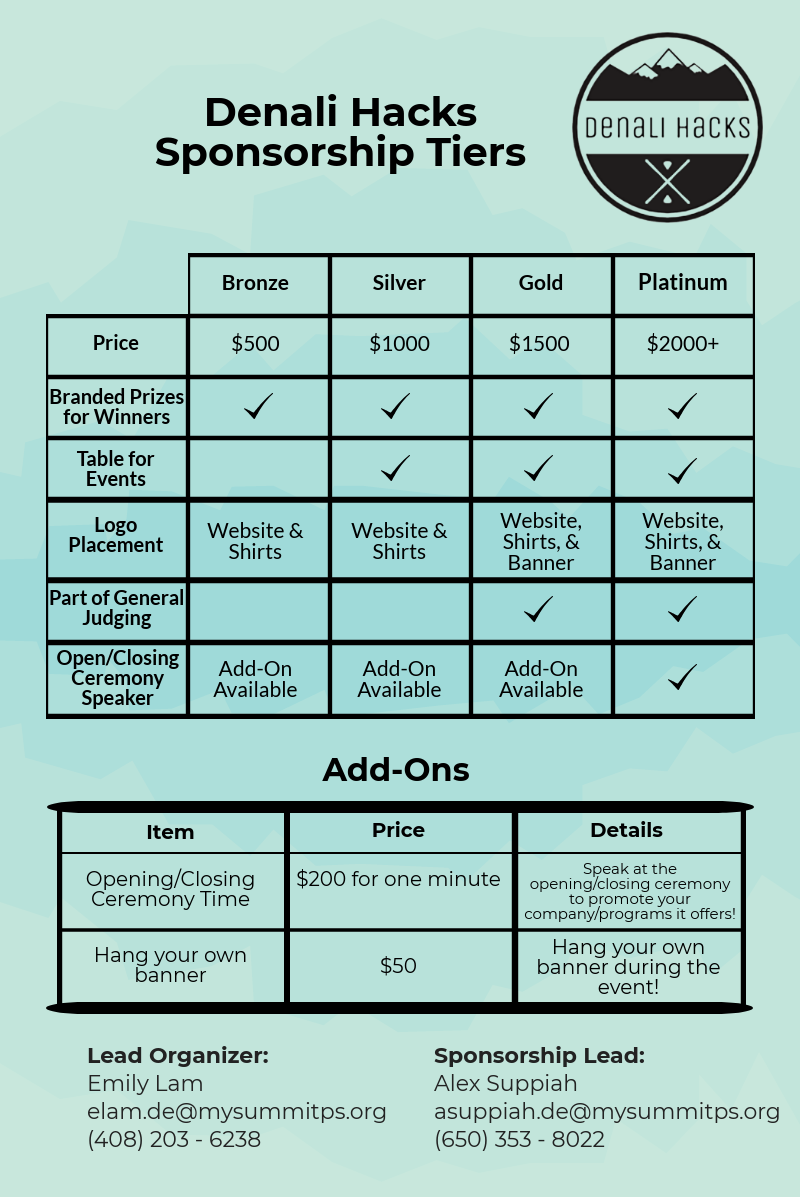 Denali Hacks
Sponsorship Tiers
DENALI HACKS
Bronze Silver Gold Platinum
Price $500 $1000 $1500 $2000+
Branded Prizes
for Winners
Table for
Events
Logo
Placement
Website &
Shirts
Website &
Shirts
Website,
Shirts, &
Banner
Website,
Shirts, &
Banner
Part of General
Judging
Open/Closing
Ceremony
Speaker
Add-On
Available
Add-On
Available
Add-On
Available
Add-Ons
Item Price Details
Opening/Closing
Ceremony Time
$200 for one minute
Speak at the
opening/closing ceremony
to promote your
company/programs it offers!
Hang your own
banner
$50
Hang your own
banner during the
event!
Lead Organizer:
Emily Lam
elam.de@mysummitps.org
(408) 203 - 6238
Sponsorship Lead:
Alex Suppiah
asuppiah.de@mysummitps.org
(650) 353 - 8022